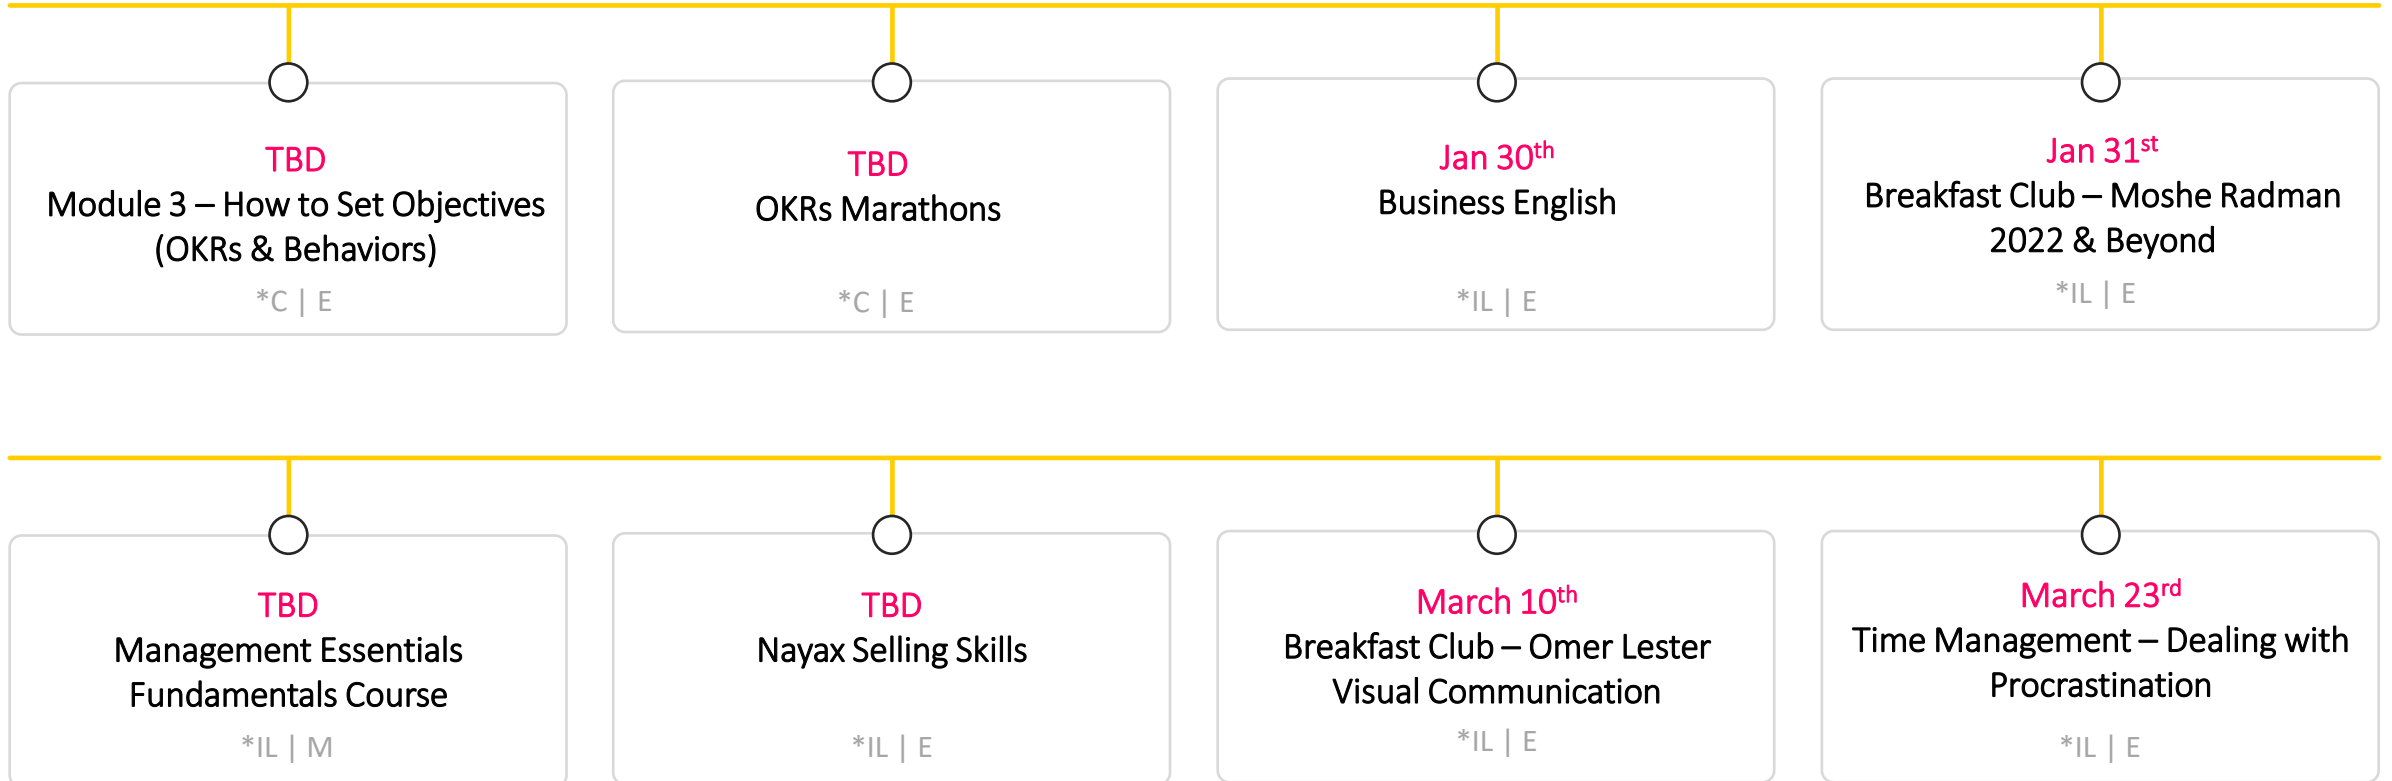 TBD
Module 3 – How to Set Objectives
(OKRs & Behaviors)
*C | E
TBD
OKRs Marathons
*C | E
Jan 30th
Business English
*IL | E
Jan 31st
Breakfast Club – Moshe Radman
2022 & Beyond
*IL | E
TBD
Management Essentials
Fundamentals Course
*IL | M
TBD
Nayax Selling Skills
*IL | E
March 10th
Breakfast Club – Omer Lester
Visual Communication
*IL | E
March 23rd
Time Management – Dealing with
Procrastination
*IL | E